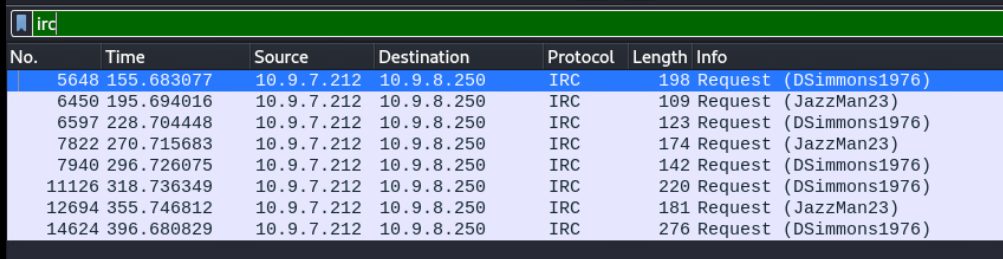 irc
No. Time Source Destination Protocol Length Info
5648 155.683077 10.9.7.212 10.9.8.250 IRC 198 Request (DSimmons1976)
6450 195.694016 10.9.7.212 10.9.8.250 IRC 109 Request (JazzMan23)
6597 228.704448 10.9.7.212 10.9.8.250 IRC 123 Request (DSimmons1976)
7822 270.715683 10.9.7.212 10.9.8.250 IRC 174 Request (JazzMan23)
7940 296.726075 10.9.7.212 10.9.8.250 IRC 142 Request (DSimmons1976)
11126 318.736349 10.9.7.212 10.9.8.250 IRC 220 Request (DSimmons1976)
12694 355.746812 10.9.7.212 10.9.8.250 IRC 181 Request (JazzMan23)
14624 396.680829 10.9.7.212 10.9.8.250 IRC 276 Request (DSimmons1976)